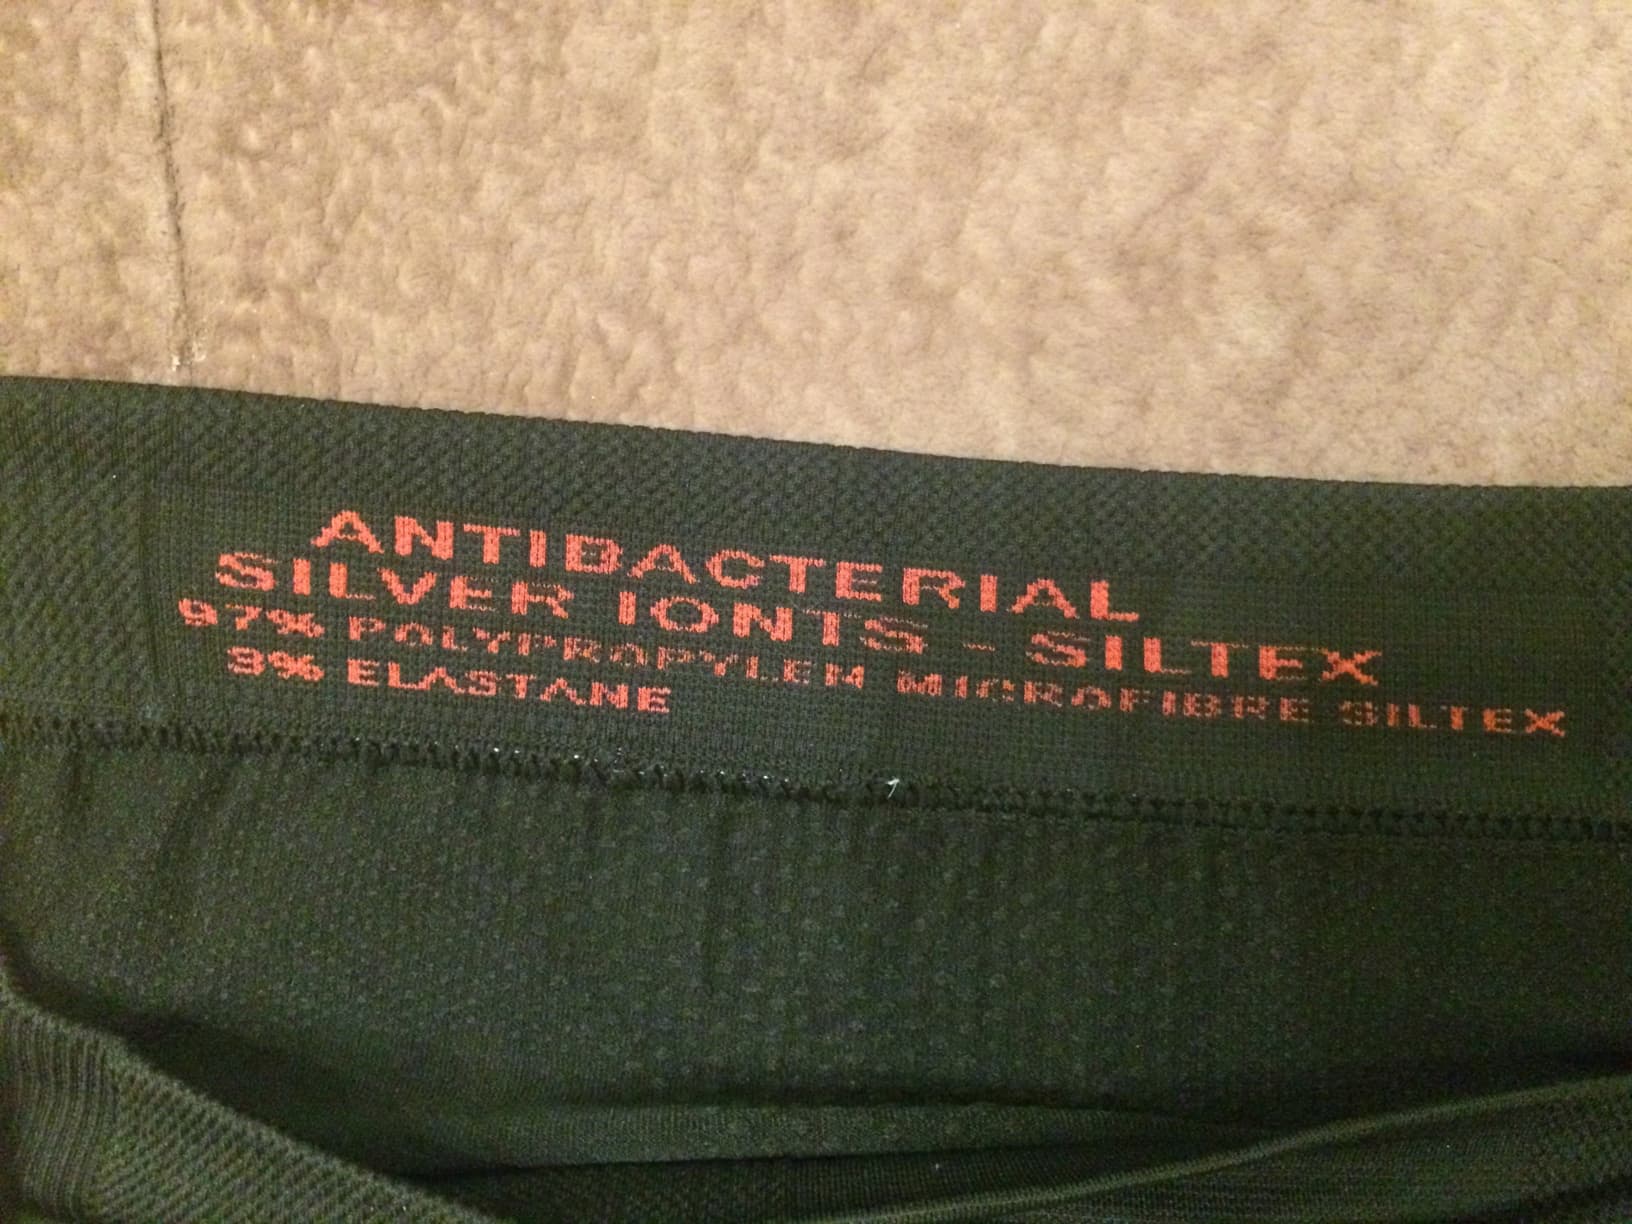 ANTIBACTERIAL
SILVER IONTS - SILTEX
97% POLYPROPYLEN MICROFIBRE SILTEX
3% ELASTANE